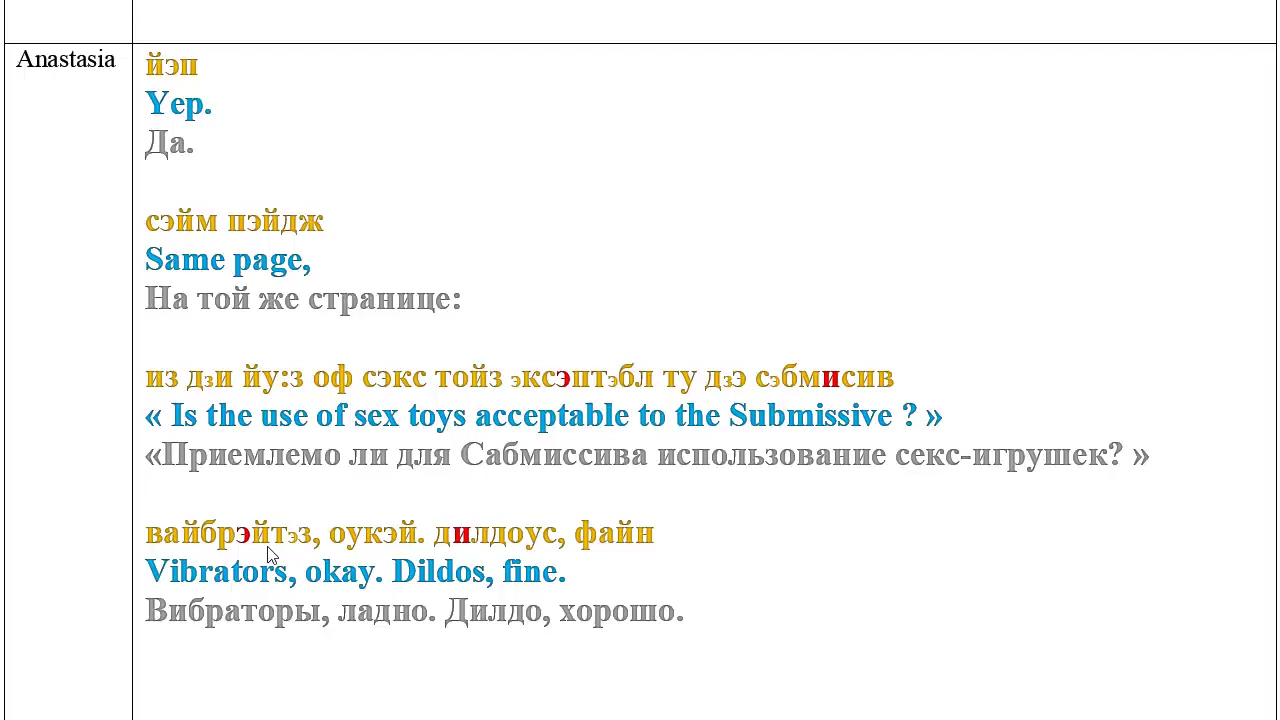 Anastasia
йэп
Yep.
Да.
сэйм пэйдж
Same page,
На той же странице:
из дзи йу:з оф сэкс тойз эксэптэбл ту дзэ сэбмисив
« Is the use of sex toys acceptable to the Submissive ? »
«Приемлемо ли для Сабмиссива использование секс-игрушек? »
вайбрэйтэз, оукэй. дилдоус, файн
Vibrators, okay. Dildos, fine.
Вибраторы, ладно. Дилдо, хорошо.